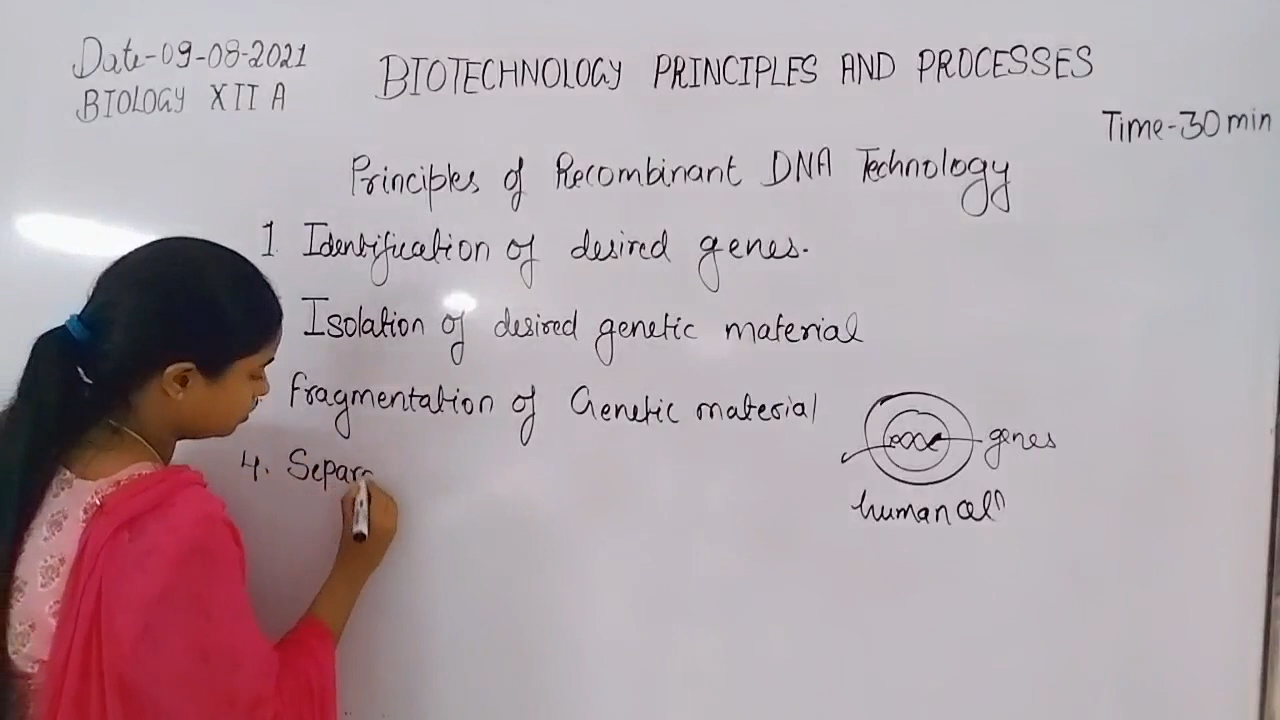 Date-09-08-2021
BIOLOGY XII A
BIOTECHNOLOGY PRINCIPLES AND PROCESSES
Time-30 min
Principles of Recombinant DNA Technology
1. Identification of desired genes.
Isolation of desired genetic material
Fragmentation of Genetic material
genes
4. Separa
human cell